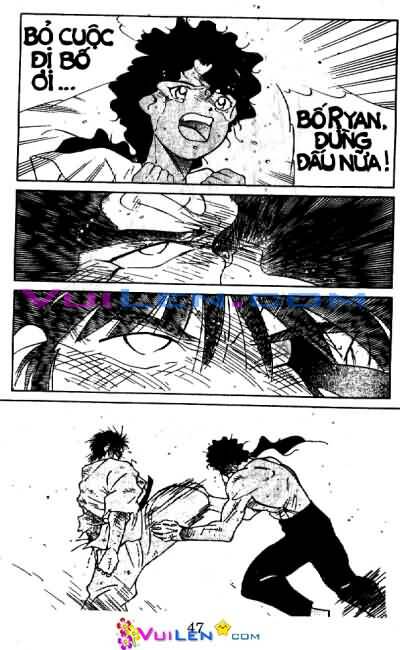 BỎ CUỘC
ĐI BỐ
ƠI ...
BỐ RYAN,
ĐỪNG
ĐẤU NỮA!
VUILEN.COM
47
VUILEN
.COM